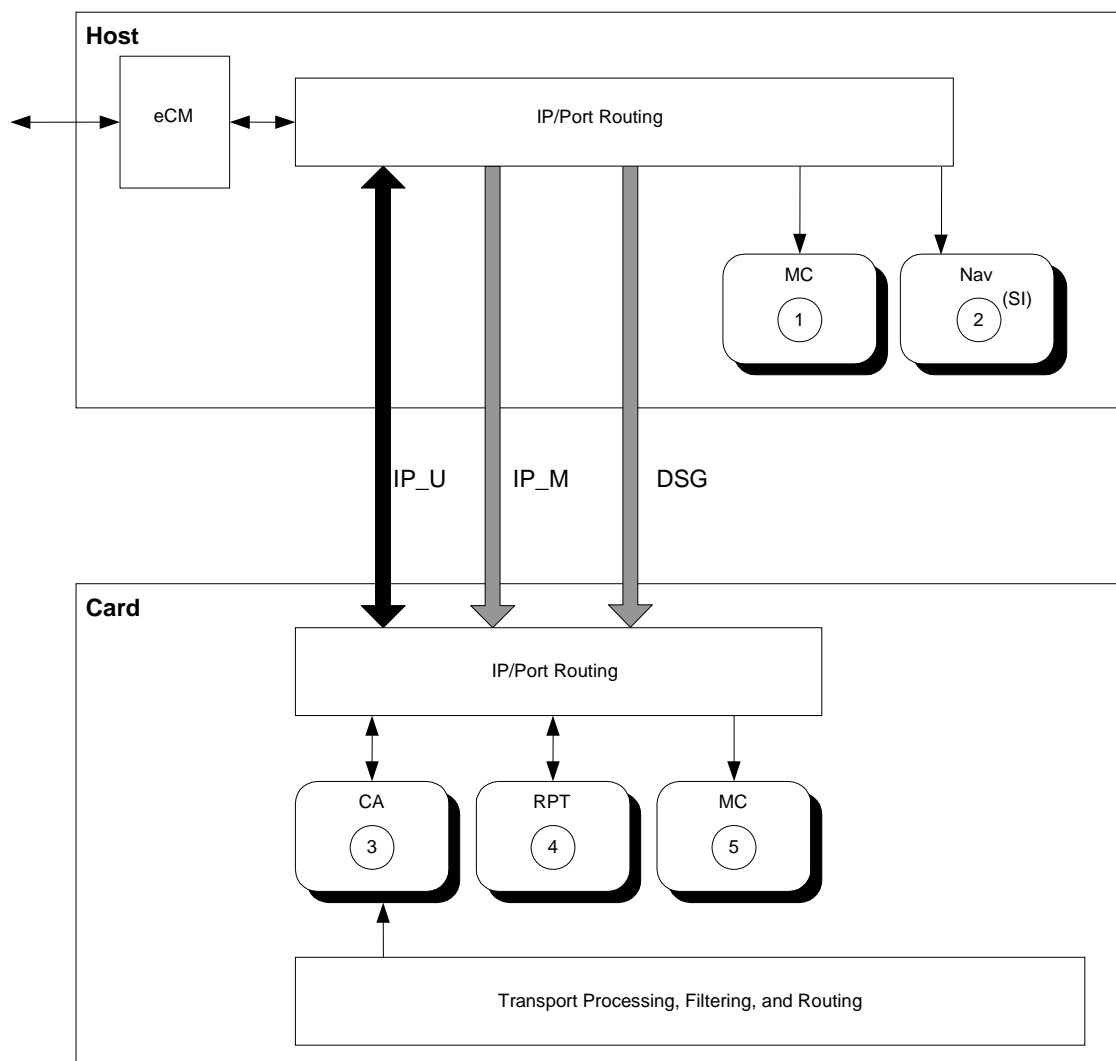 Host
eCM
IP/Port Routing
MC
1
Nav
(SI)
2
IP_U
IP_M
DSG
Card
IP/Port Routing
CA
3
RPT
4
MC
5
Transport Processing, Filtering, and Routing